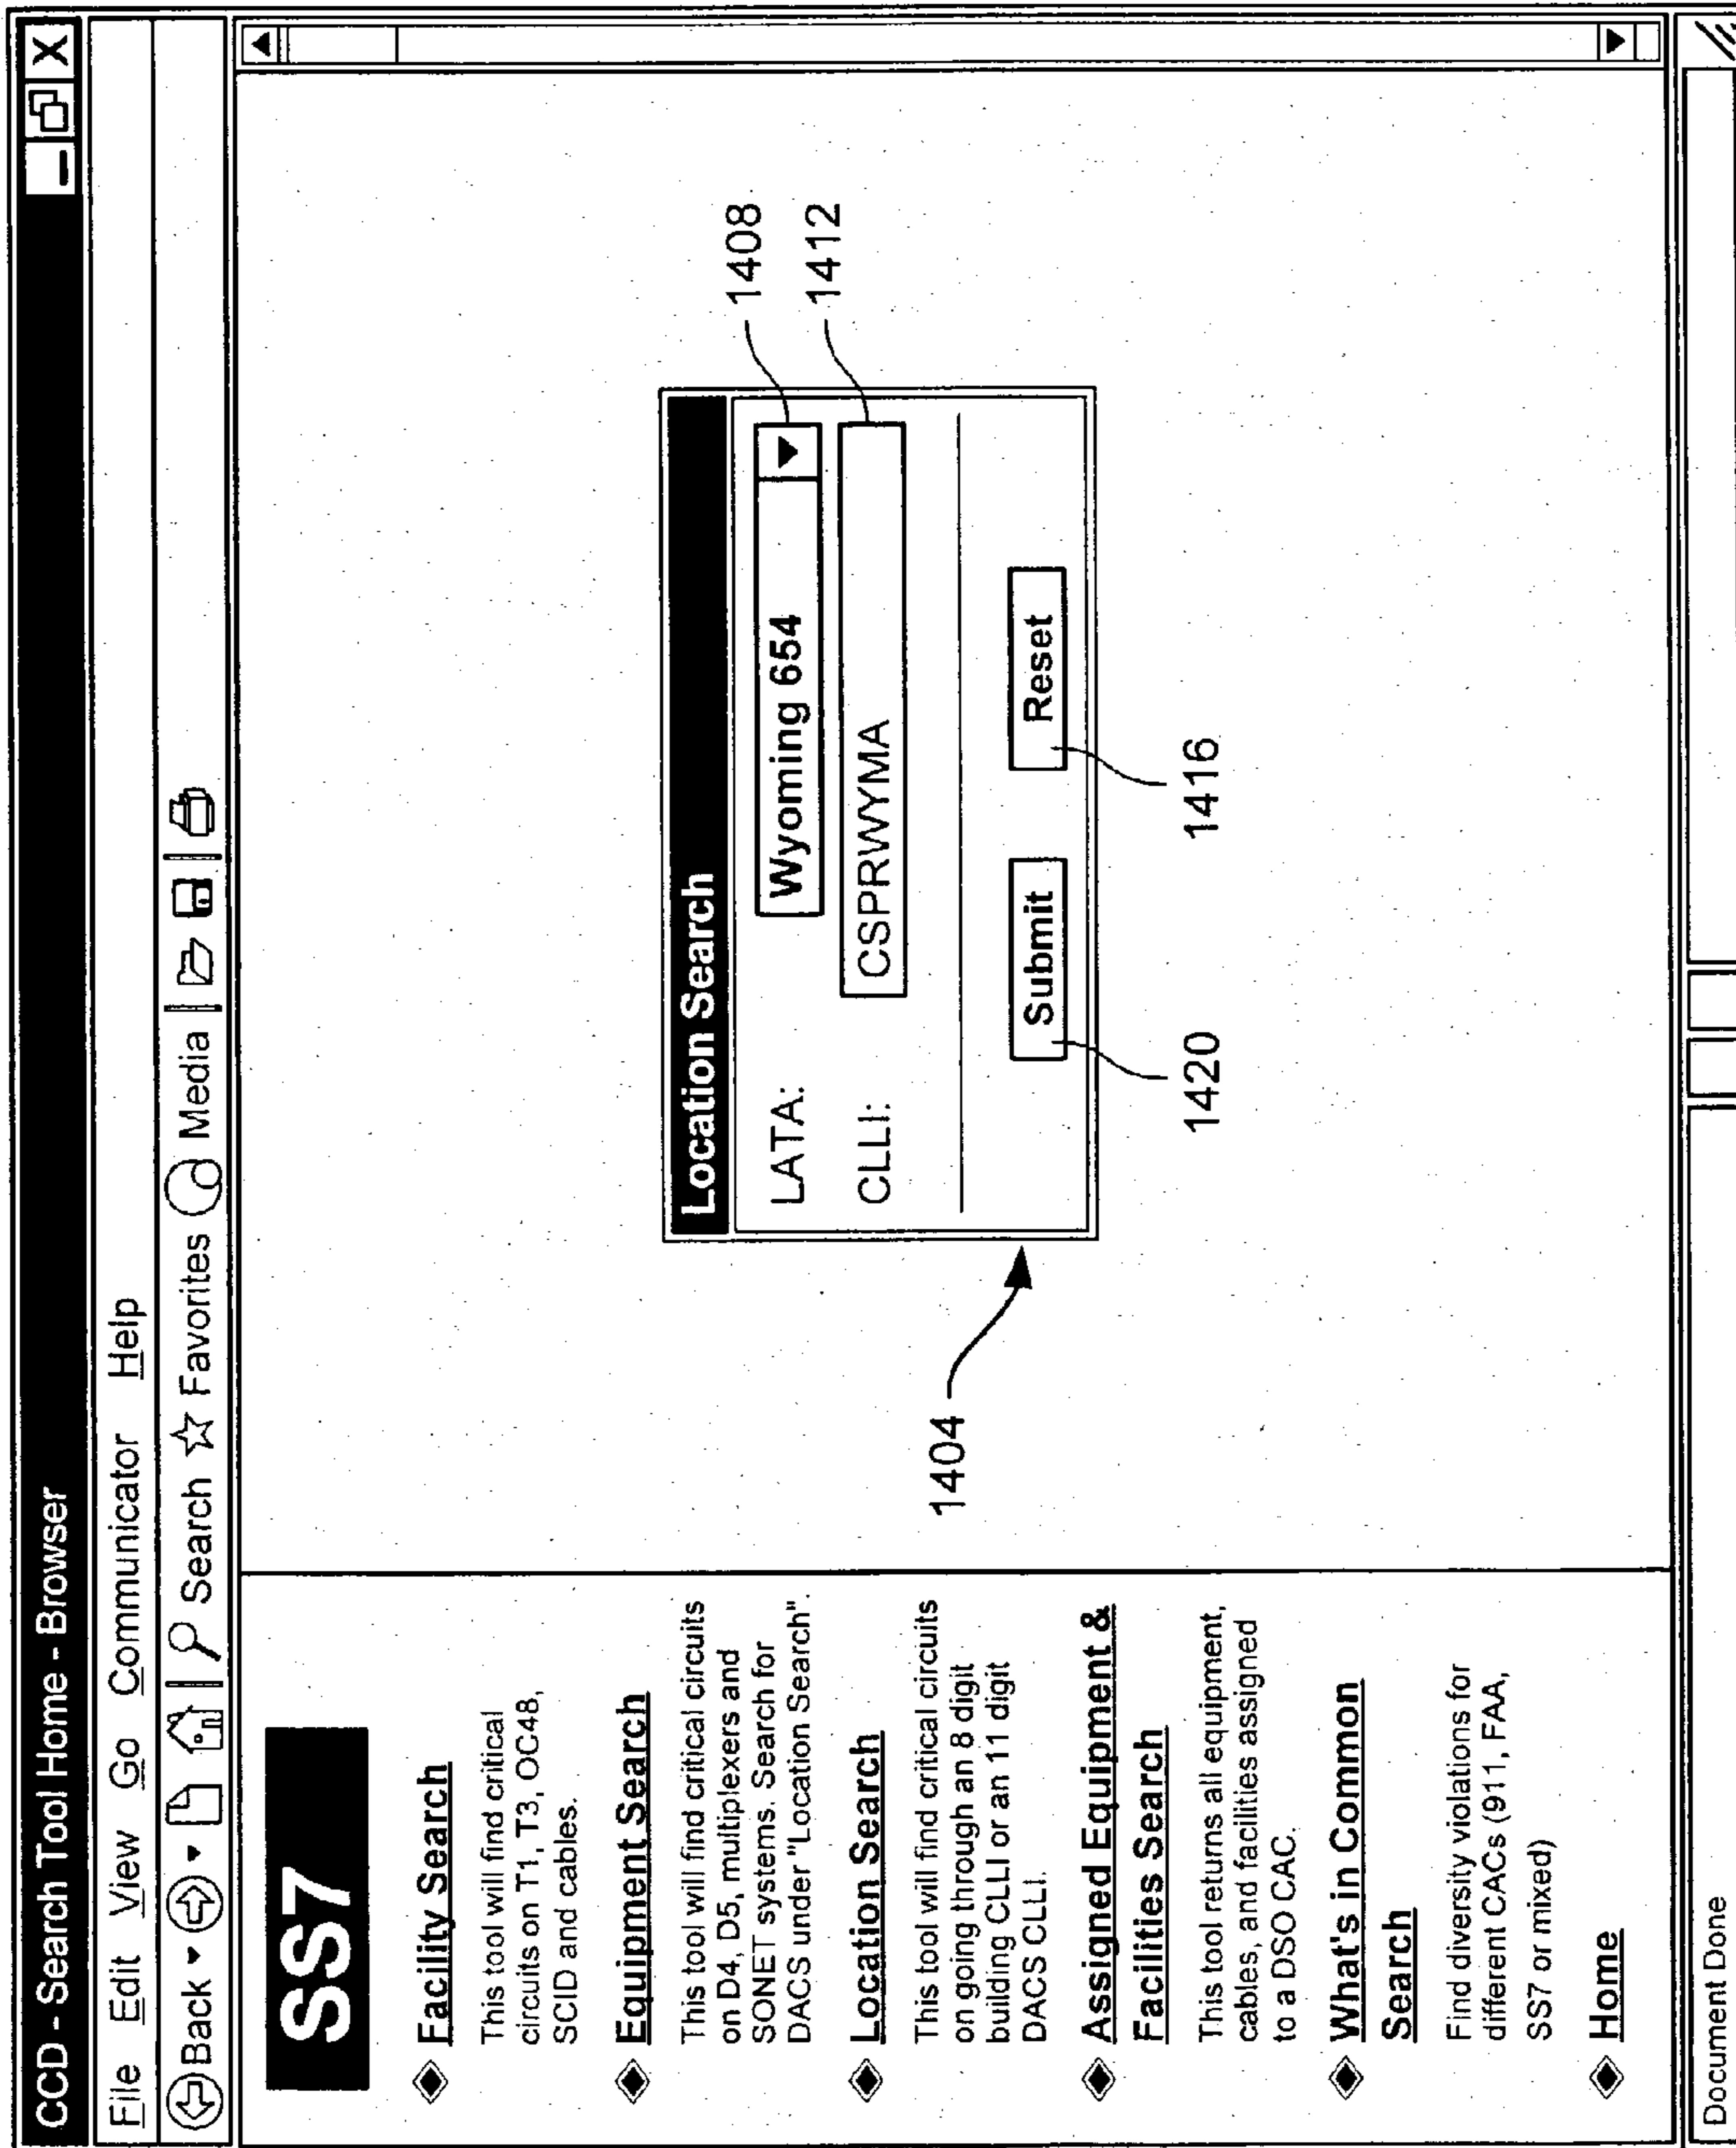 CCD - Search Tool Home - Browser
File Edit View Go Communicator Help
Back Search Favorites Media
SS7
Facility Search
This tool will find critical
circuits on T1, T3, OC48,
SCID and cables.
Equipment Search
This tool will find critical circuits
on D4, D5, multiplexers and
SONET systems. Search for
DACS under "Location Search".
Location Search
This tool will find critical circuits
on going through an 8 digit
building CLLI or an 11 digit
DACS CLLI.
Assigned Equipment &
Facilities Search
This tool returns all equipment,
cables, and facilities assigned
to a DSO CAC.
What's in Common
Search
Find diversity violations for
different CACs (911, FAA,
SS7 or mixed)
Home
Location Search
LATA: Wyoming 654
CLLI: CSPRWYMA
Submit Reset
1404
1408
1412
1420
1416
Document Done